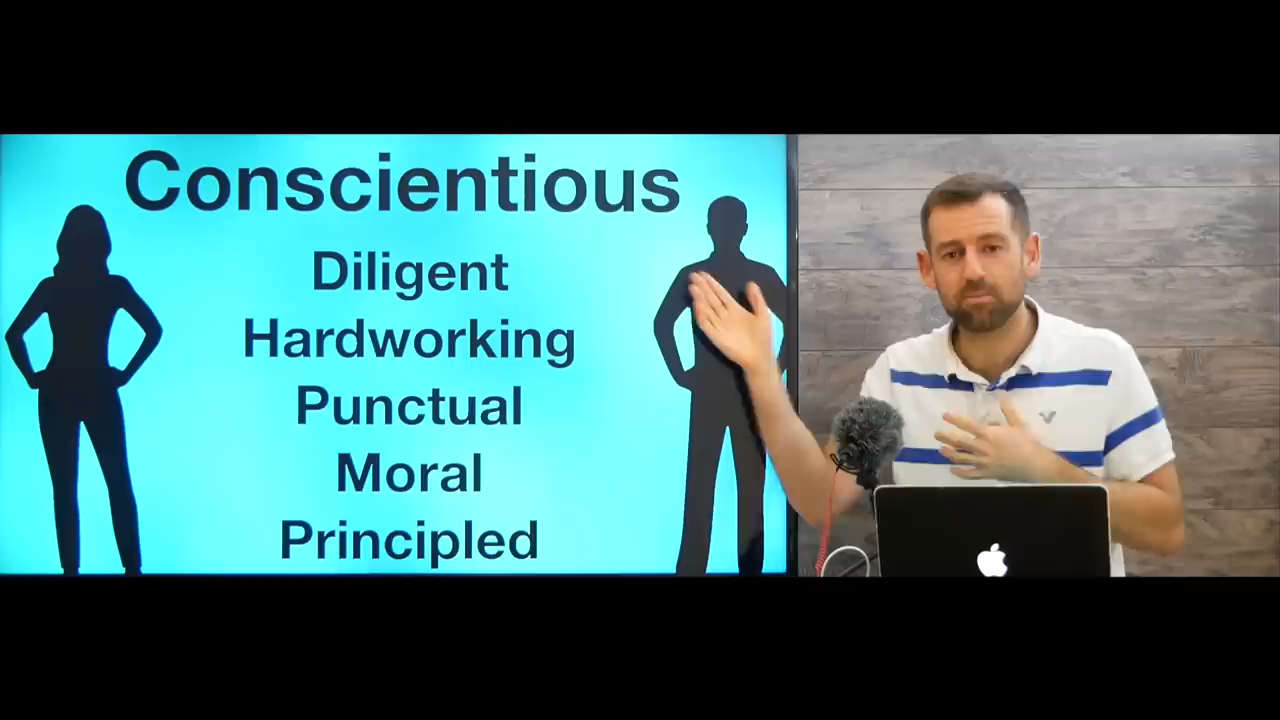 Conscientious
Diligent
Hardworking
Punctual
Moral
Principled